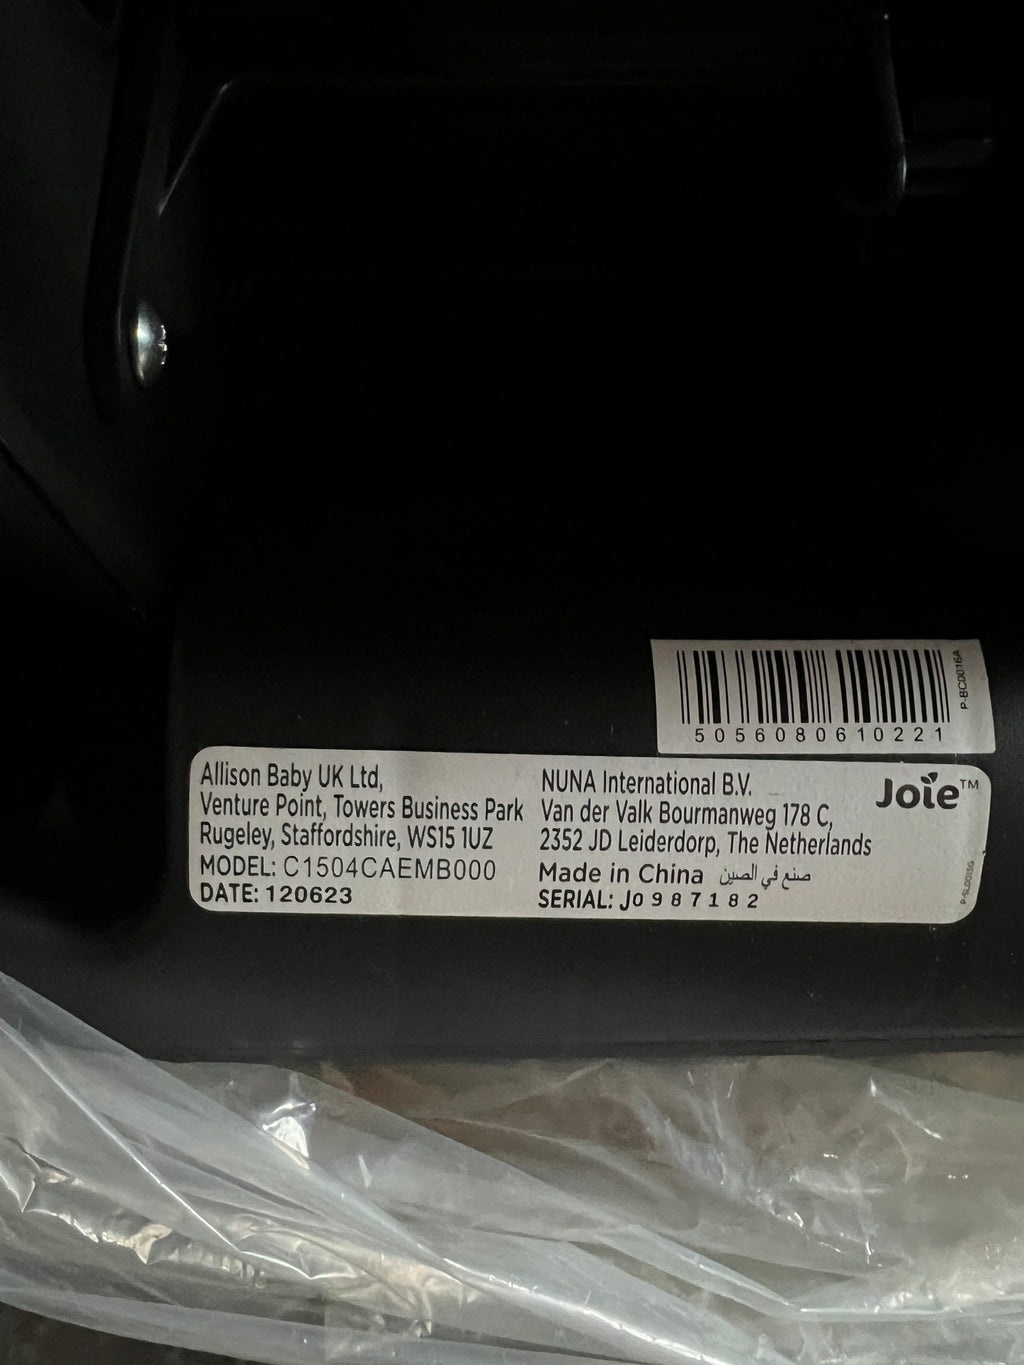 P-BC0016A
5056080610221
Allison Baby UK Ltd,
Venture Point, Towers Business Park
Rugeley, Staffordshire, WS15 1UZ
MODEL: C1504CAEMB000
DATE: 120623
NUNA International B.V.
Van der Valk Bourmanweg 178 C,
2352 JD Leiderdorp, The Netherlands
Made in China صنع في الصين
SERIAL: J0987182
Joie™